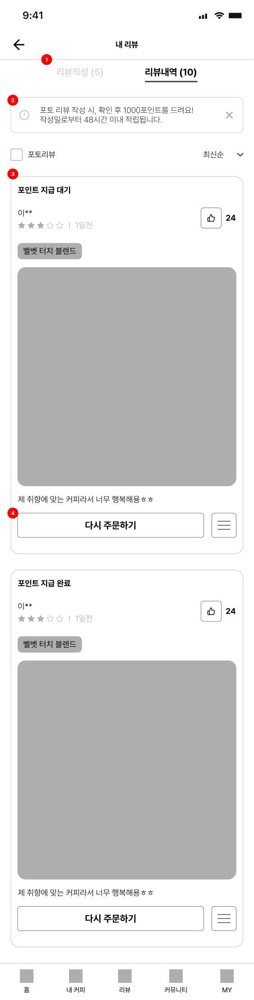 9:41
내 리뷰
1
리뷰작성 (5)
리뷰내역 (10)
2
포토 리뷰 작성 시, 확인 후 1000포인트를 드려요!
작성일로부터 48시간 이내 적립됩니다.
포토리뷰
최신순
3
포인트 지급 대기
이**
24
1일전
벨벳 터치 블렌드
제 취향에 맞는 커피라서 너무 행복해용ㅎㅎ
4
다시 주문하기
포인트 지급 완료
이**
24
1일전
벨벳 터치 블렌드
제 취향에 맞는 커피라서 너무 행복해용ㅎㅎ
다시 주문하기
홈
내 커피
리뷰
커뮤니티
MY